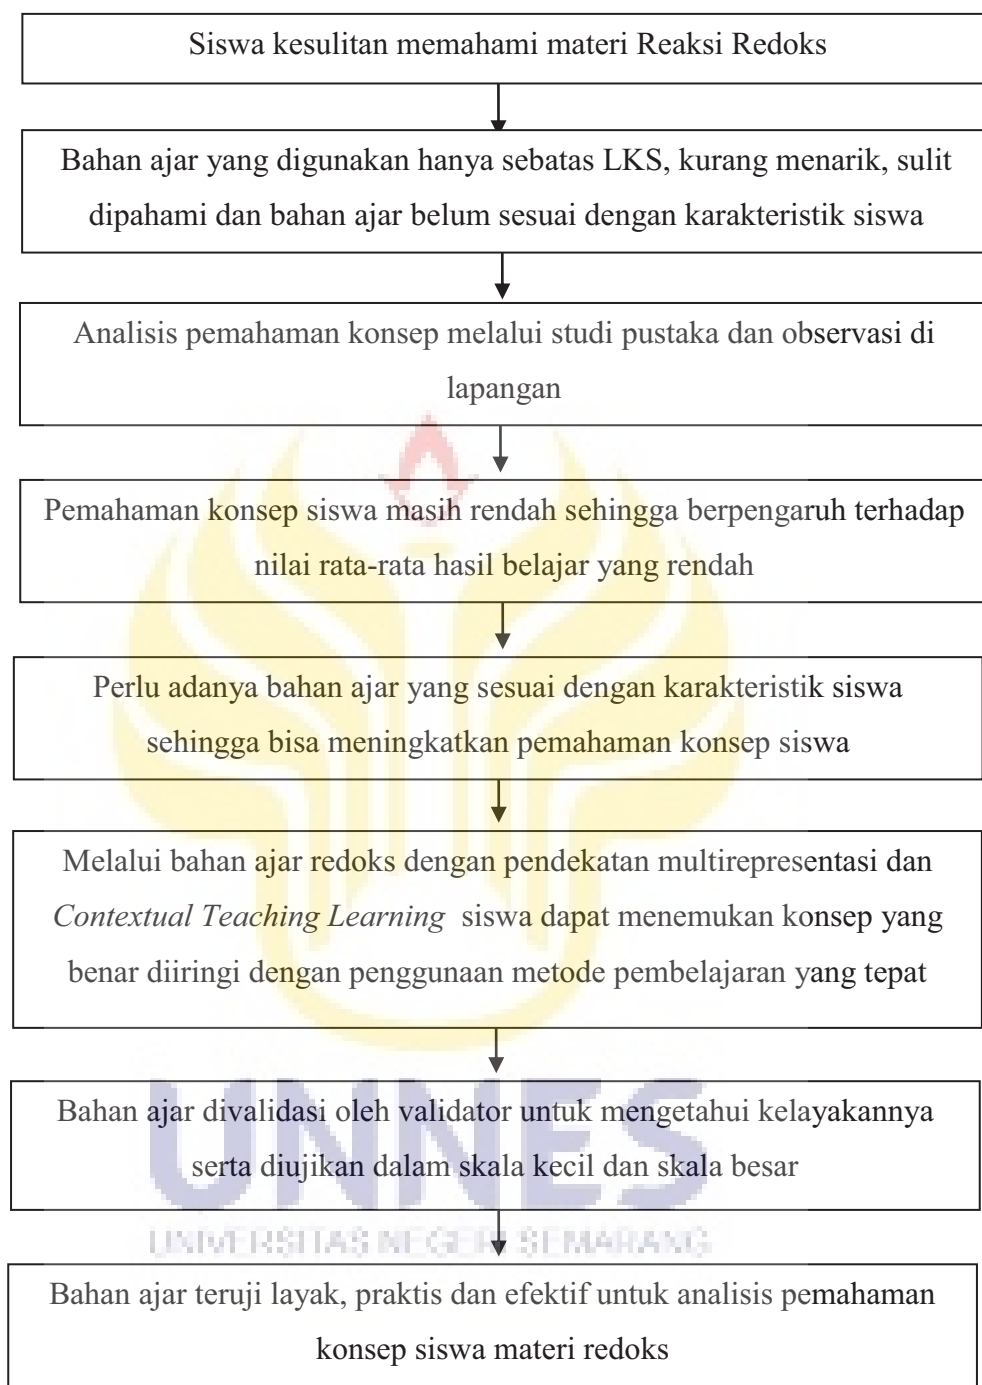 Siswa kesulitan memahami materi Reaksi Redoks
Bahan ajar yang digunakan hanya sebatas LKS, kurang menarik, sulit
dipahami dan bahan ajar belum sesuai dengan karakteristik siswa
Analisis pemahaman konsep melalui studi pustaka dan observasi di
lapangan
Pemahaman konsep siswa masih rendah sehingga berpengaruh terhadap
nilai rata-rata hasil belajar yang rendah
Perlu adanya bahan ajar yang sesuai dengan karakteristik siswa
sehingga bisa meningkatkan pemahaman konsep siswa
Melalui bahan ajar redoks dengan pendekatan multirepresentasi dan
Contextual Teaching Learning siswa dapat menemukan konsep yang
benar diiringi dengan penggunaan metode pembelajaran yang tepat
Bahan ajar divalidasi oleh validator untuk mengetahui kelayakannya
serta diujikan dalam skala kecil dan skala besar
UNNES
UNIVERSITAS NEGERI SEMARANG
Bahan ajar teruji layak, praktis dan efektif untuk analisis pemahaman
konsep siswa materi redoks